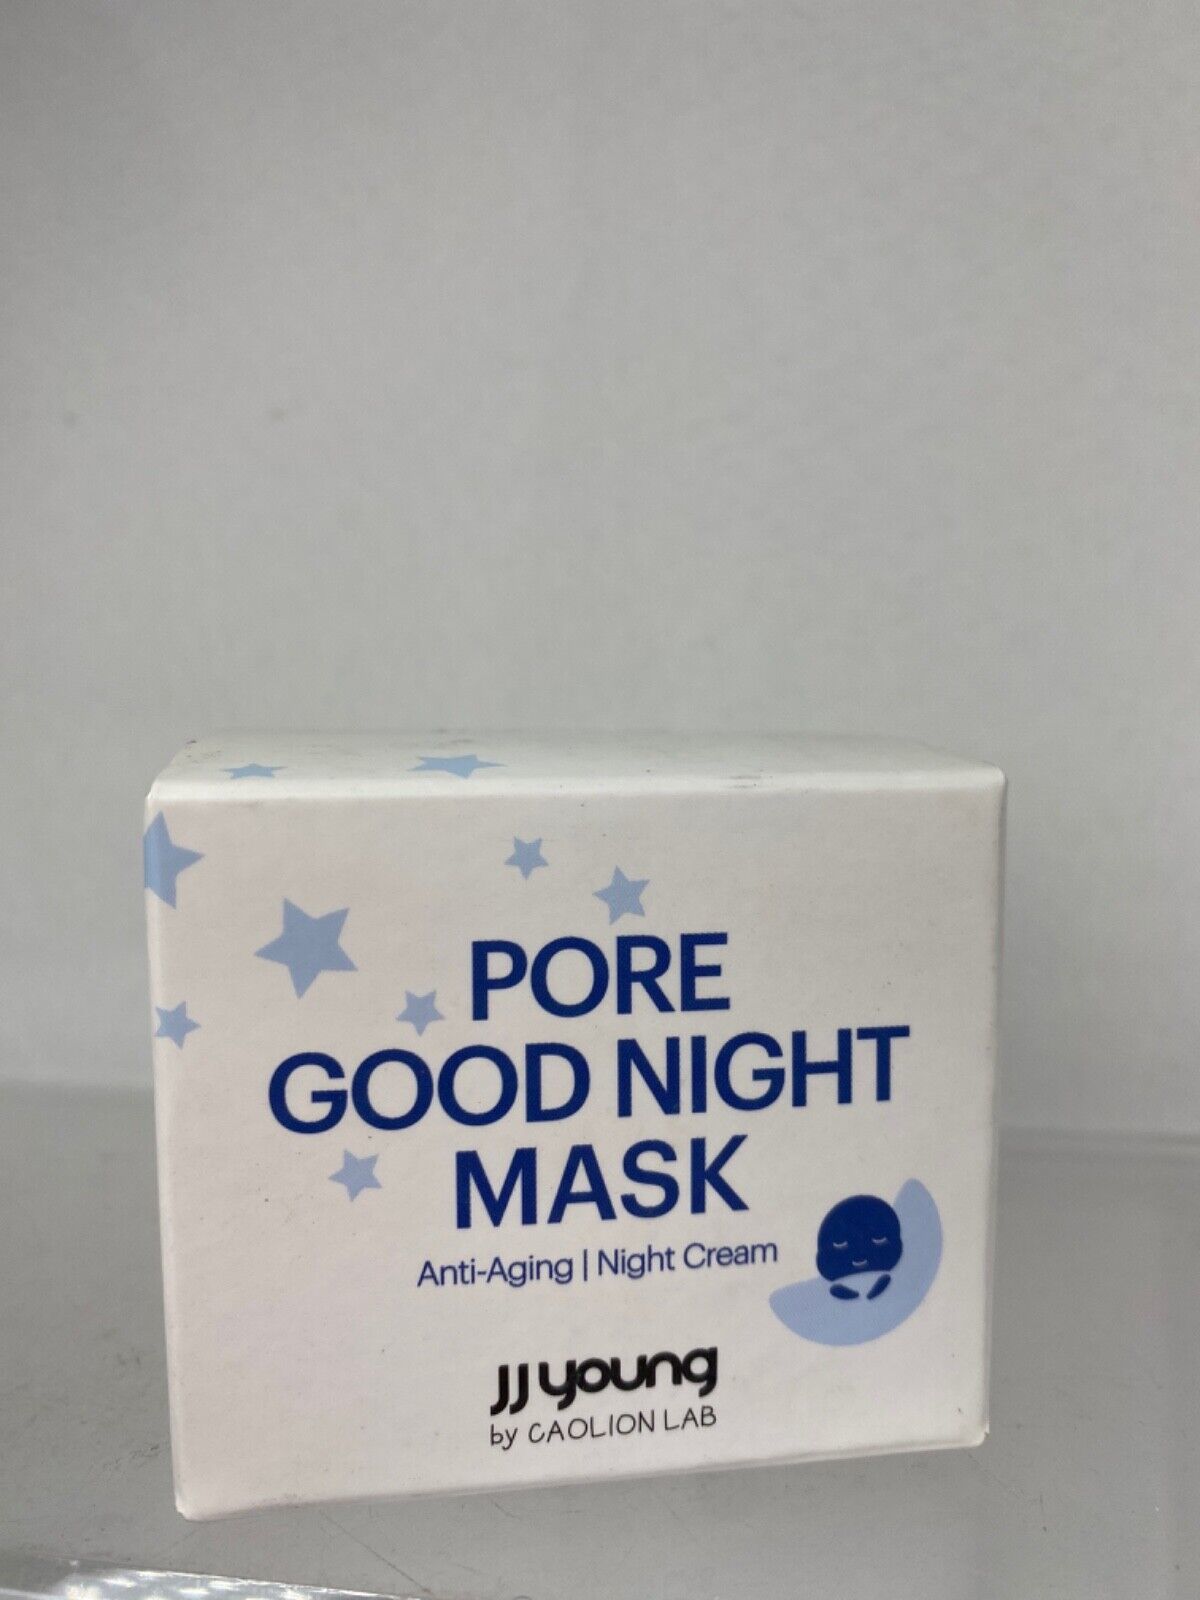 PORE
GOOD NIGHT
MASK
Anti-Aging | Night Cream
JJ young
by CAOLION LAB